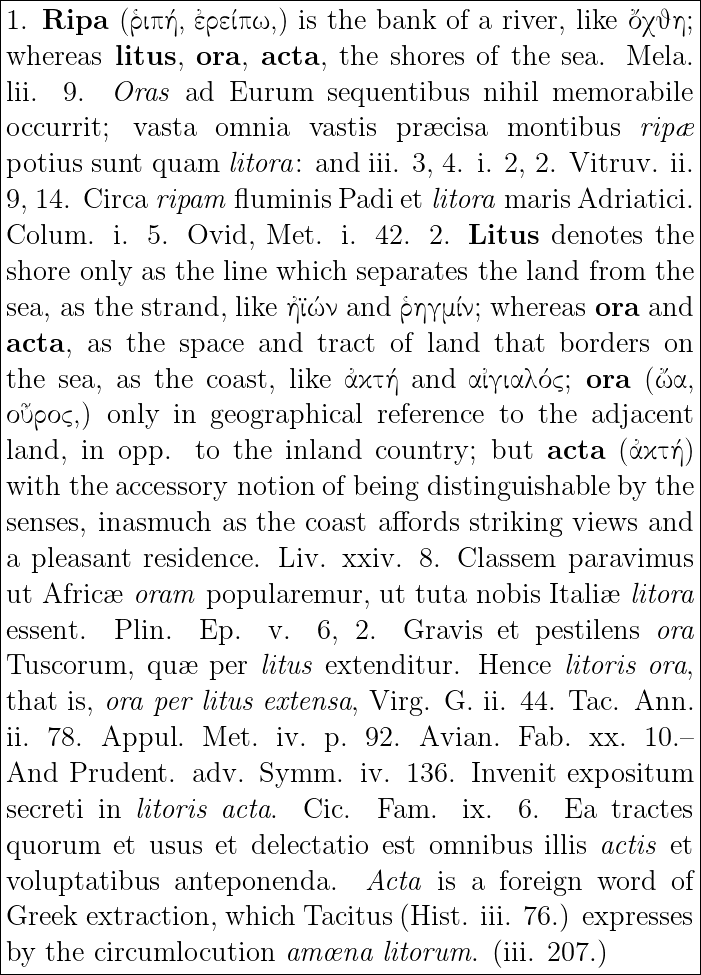 1. Ripa (ῥιπή, ἐρείπω,) is the bank of a river, like ὄχθη;
whereas litus, ora, acta, the shores of the sea. Mela.
lii. 9. Oras ad Eurum sequentibus nihil memorabile
occurrit; vasta omnia vastis præcisa montibus ripæ
potius sunt quam litora: and iii. 3, 4. i. 2, 2. Vitruv. ii.
9, 14. Circa ripam fluminis Padi et litora maris Adriatici.
Colum. i. 5. Ovid, Met. i. 42. 2. Litus denotes the
shore only as the line which separates the land from the
sea, as the strand, like ἠϊών and ῥηγμίν; whereas ora and
acta, as the space and tract of land that borders on
the sea, as the coast, like ἀκτή and αἰγιαλός; ora (ὤα,
οὖρος,) only in geographical reference to the adjacent
land, in opp. to the inland country; but acta (ἀκτή)
with the accessory notion of being distinguishable by the
senses, inasmuch as the coast affords striking views and
a pleasant residence. Liv. xxiv. 8. Classem paravimus
ut Africæ oram popularemur, ut tuta nobis Italiæ litora
essent. Plin. Ep. v. 6, 2. Gravis et pestilens ora
Tuscorum, quæ per litus extenditur. Hence litoris ora,
that is, ora per litus extensa, Virg. G. ii. 44. Tac. Ann.
ii. 78. Appul. Met. iv. p. 92. Avian. Fab. xx. 10.–
And Prudent. adv. Symm. iv. 136. Invenit expositum
secreti in litoris acta. Cic. Fam. ix. 6. Ea tractes
quorum et usus et delectatio est omnibus illis actis et
voluptatibus anteponenda. Acta is a foreign word of
Greek extraction, which Tacitus (Hist. iii. 76.) expresses
by the circumlocution amœna litorum. (iii. 207.)